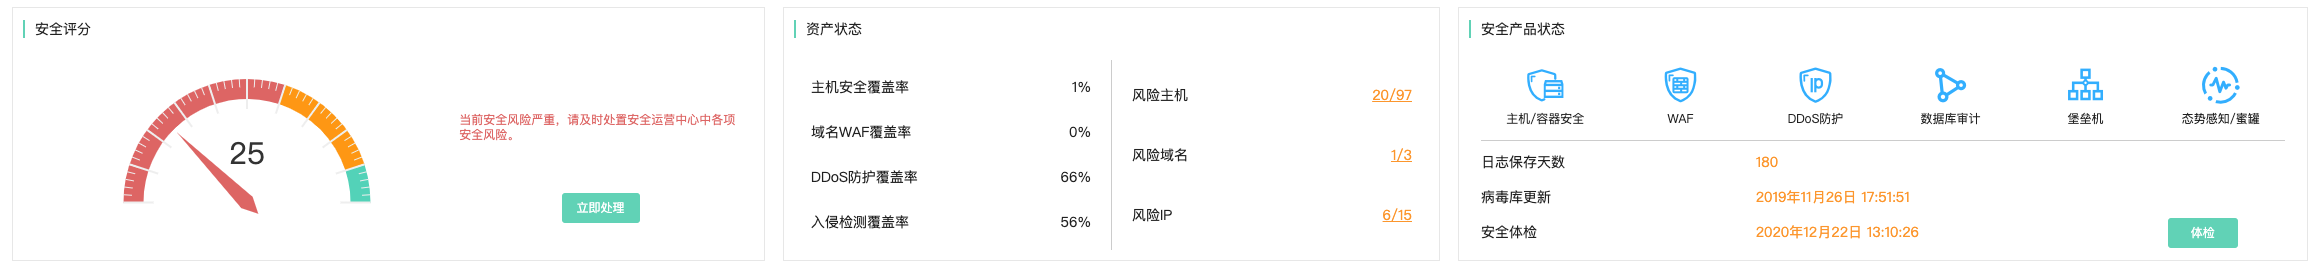 安全评分
25
当前安全风险严重，请及时处置安全运营中心中各项
安全风险。
立即处理
资产状态
主机安全覆盖率 1%
域名WAF覆盖率 0%
DDoS防护覆盖率 66%
入侵检测覆盖率 56%
风险主机 20/97
风险域名 1/3
风险IP 6/15
安全产品状态
IP
主机/容器安全 WAF DDoS防护 数据库审计 堡垒机 态势感知/蜜罐
日志保存天数 180
病毒库更新 2019年11月26日 17:51:51
安全体检 2020年12月22日 13:10:26
体检